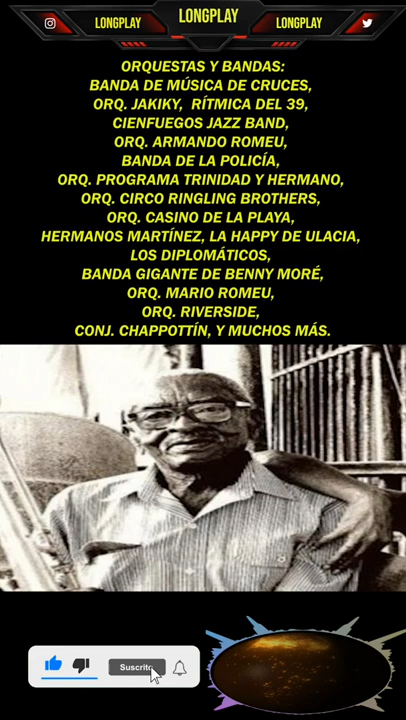 LONGPLAY
LONGPLAY
LONGPLAY
ORQUESTAS Y BANDAS:
BANDA DE MÚSICA DE CRUCES,
ORQ. JAKIKY, RÍTMICA DEL 39,
CIENFUEGOS JAZZ BAND,
ORQ. ARMANDO ROMEU,
BANDA DE LA POLICÍA,
ORQ. PROGRAMA TRINIDAD Y HERMANO,
ORQ. CIRCO RINGLING BROTHERS,
ORQ. CASINO DE LA PLAYA,
HERMANOS MARTÍNEZ, LA HAPPY DE ULACIA,
LOS DIPLOMÁTICOS,
BANDA GIGANTE DE BENNY MORÉ,
ORQ. MARIO ROMEU,
ORQ. RIVERSIDE,
CONJ. CHAPPOTTÍN, Y MUCHOS MÁS.
Suscrito